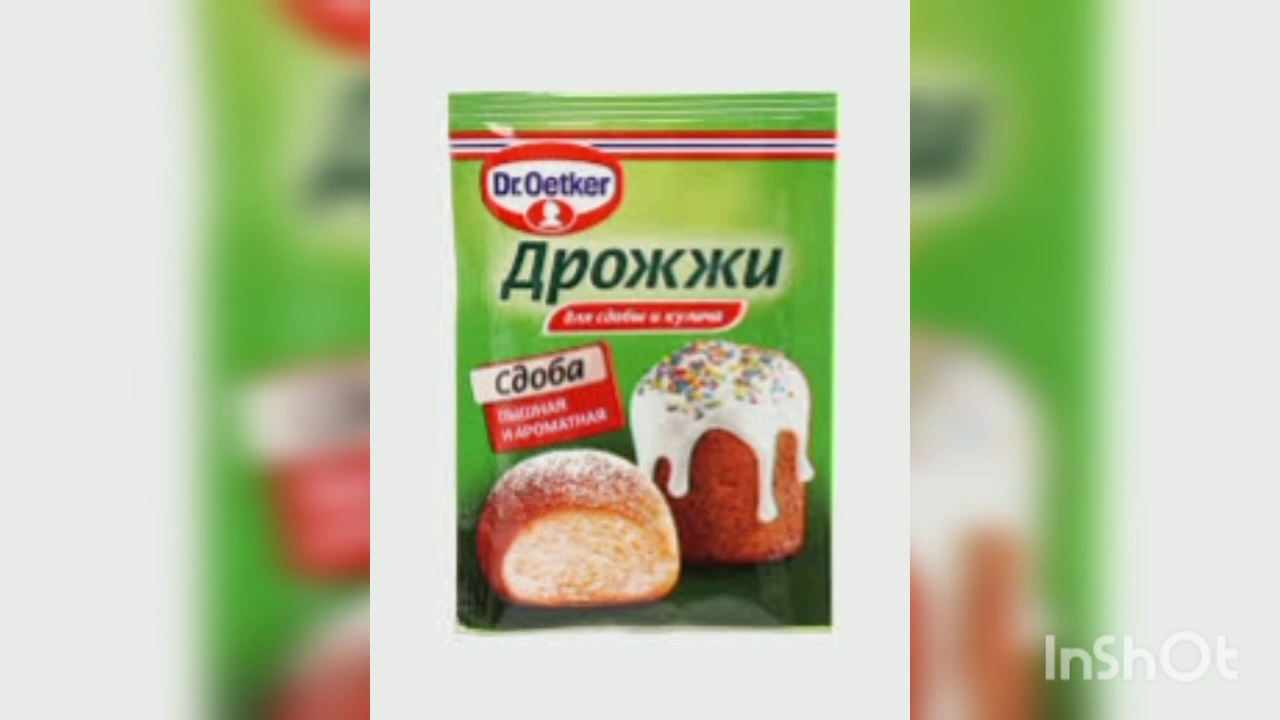 Dr. Oetker
Дрожжи
для сдобы и кулича
Сдоба
ПЫШНАЯ
И АРОМАТНАЯ
InShOt